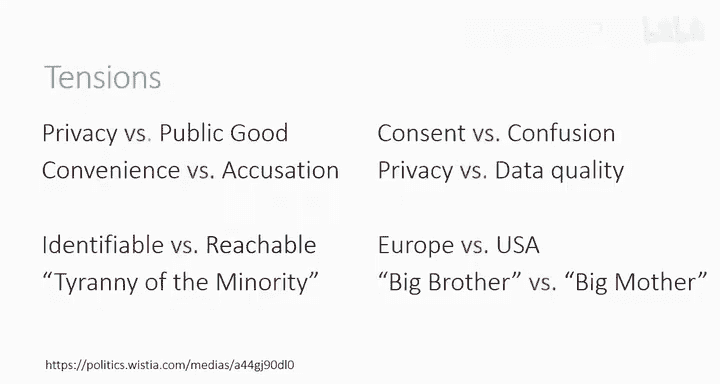 Tensions
Privacy vs. Public Good
Convenience vs. Accusation
Identifiable vs. Reachable
“Tyranny of the Minority”
Consent vs. Confusion
Privacy vs. Data quality
Europe vs. USA
“Big Brother” vs. “Big Mother”
https://politics.wistia.com/medias/a44gj90dl0